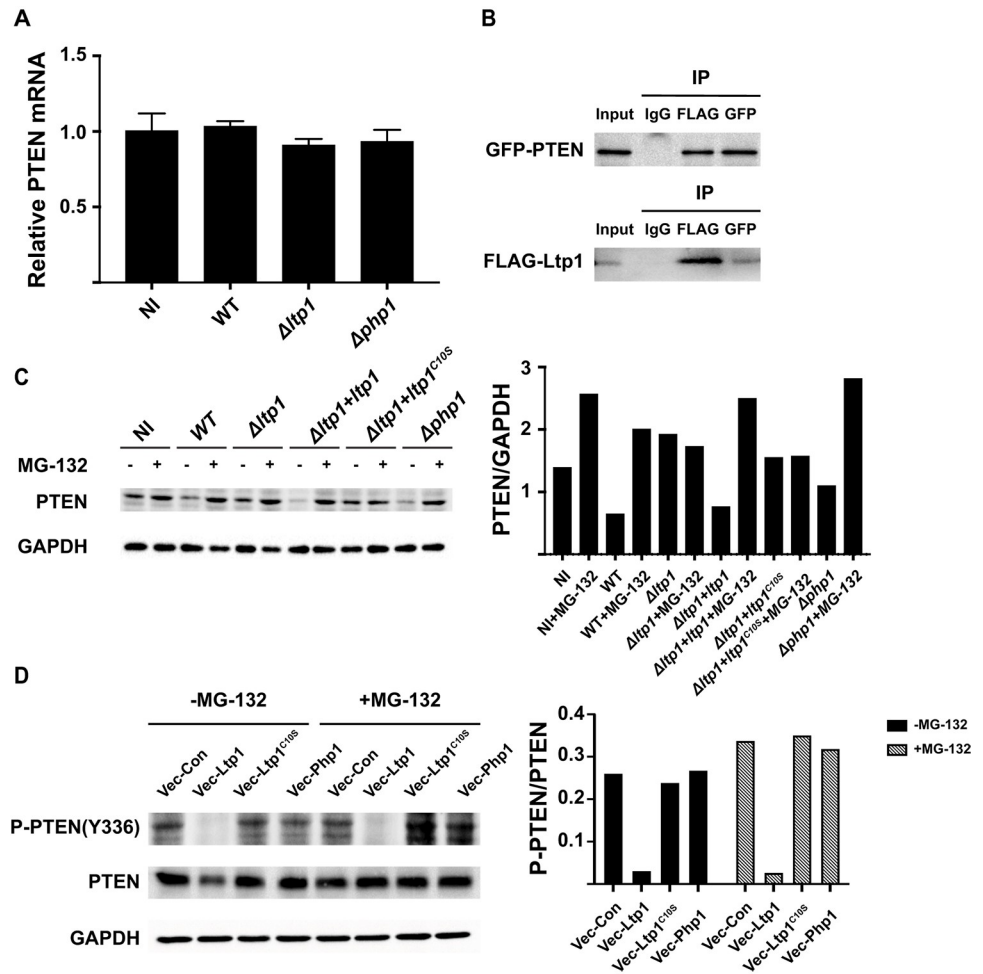 A
Relative PTEN mRNA
1.5
1.0
0.5
NI
WT
Δltp1
Δphp1
B
IP
Input IgG FLAG GFP
GFP-PTEN
IP
Input IgG FLAG GFP
FLAG-Ltp1
C
NI WT Δltp1 Δltp1+ltp1 Δltp1+ltp1C10S Δphp1
MG-132 - + - + - + - + - + - +
PTEN
GAPDH
PTEN/GAPDH
3
2
1
NI
NI+MG-132
WT
WT+MG-132
Δltp1
Δltp1+MG-132
Δltp1+ltp1
Δltp1+ltp1+MG-132
Δltp1+ltp1C10S
Δltp1+ltp1C10S+MG-132
Δphp1
Δphp1+MG-132
D
-MG-132 +MG-132
Vec-Con Vec-Ltp1 Vec-Ltp1C10S Vec-Php1 Vec-Con Vec-Ltp1 Vec-Ltp1C10S Vec-Php1
P-PTEN(Y336)
PTEN
GAPDH
P-PTEN/PTEN
0.4
0.3
0.2
0.1
Vec-Con
Vec-Ltp1
Vec-Ltp1C10S
Vec-Php1
Vec-Con
Vec-Ltp1
Vec-Ltp1C10S
Vec-Php1
-MG-132
+MG-132